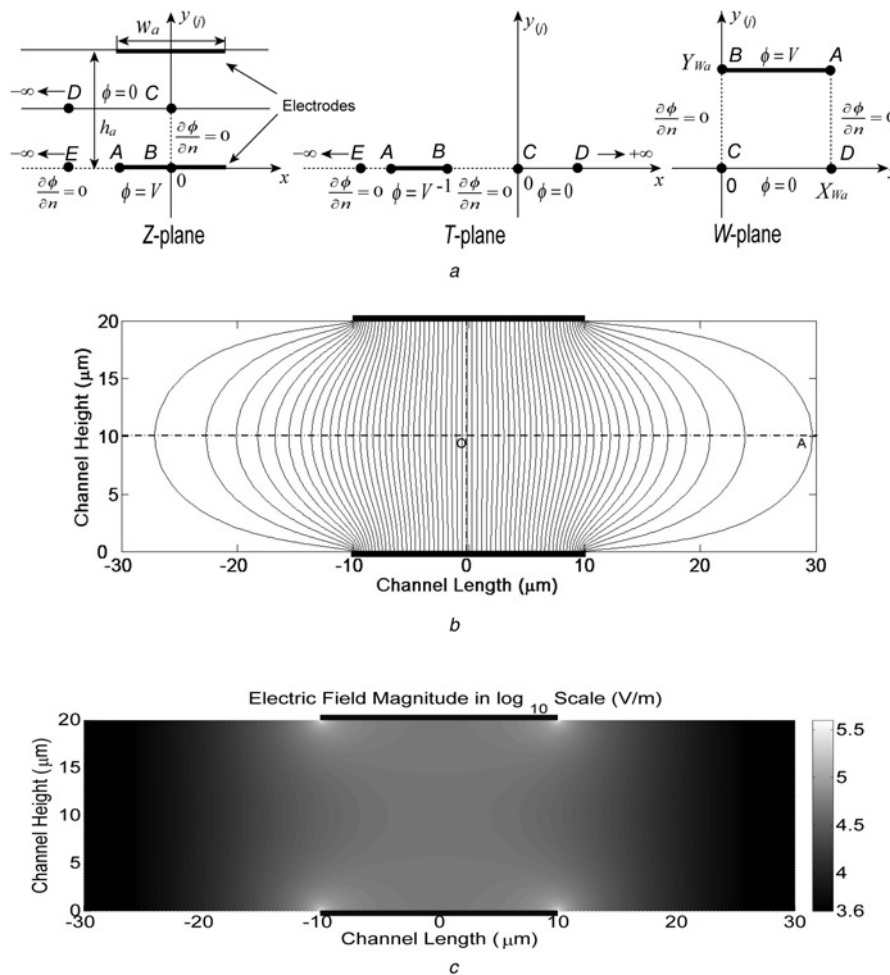 y(j)
w_a
−∞ D ϕ=0 C
h_a
Electrodes
−∞ E A B ∂ϕ/∂n=0
0 x
∂ϕ/∂n=0 ϕ=V
Z-plane
y(j)
−∞ E A B C D +∞
0 x
∂ϕ/∂n=0 ϕ=V⁻¹ ∂ϕ/∂n=0 ϕ=0
T-plane
y(j)
Y_Wa B ϕ=V A
∂ϕ/∂n=0 ∂ϕ/∂n=0
C D
0 ϕ=0 X_Wa
W-plane
a
Channel Height (μm)
20
15
10
5
0
O A
-30 -20 -10 0 10 20 30
Channel Length (μm)
b
Electric Field Magnitude in log 10 Scale (V/m)
Channel Height (μm)
20
15
10
5
0
-30 -20 -10 0 10 20 30
Channel Length (μm)
5.5
5
4.5
4
3.6
c